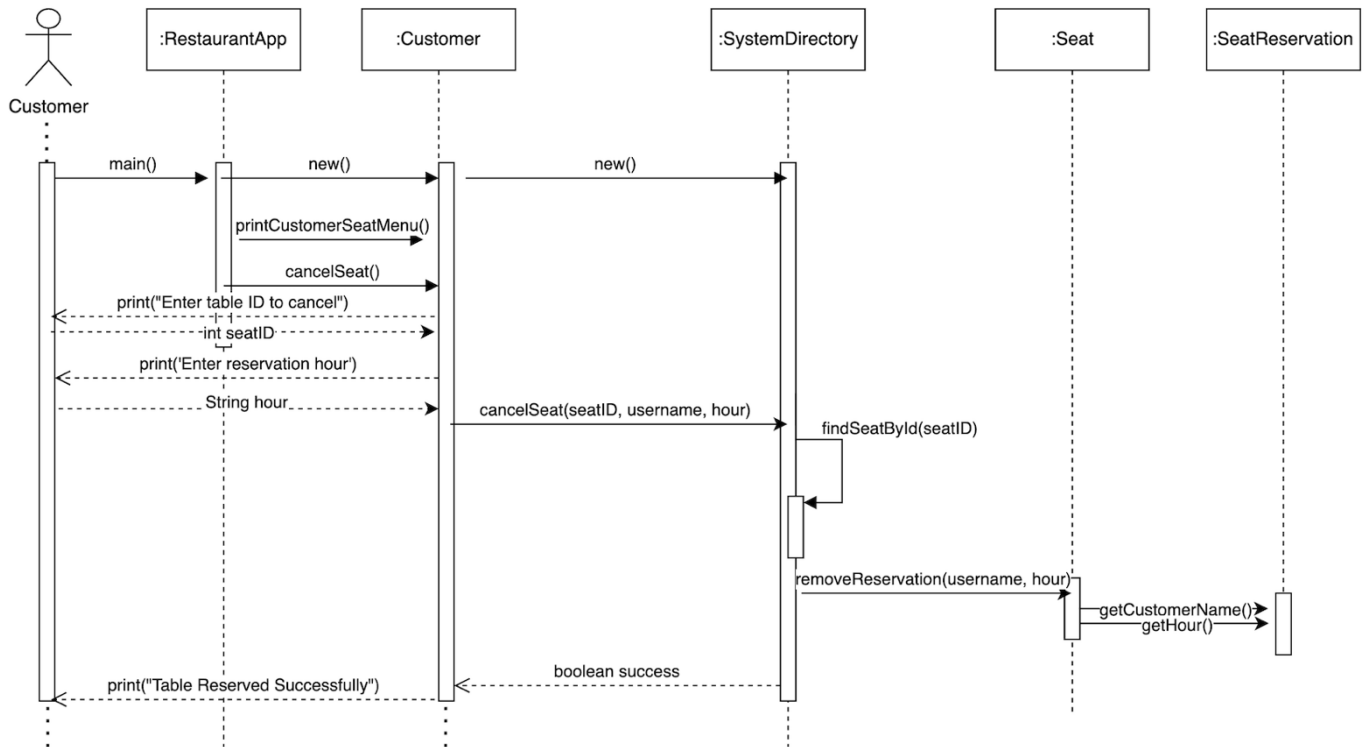 :RestaurantApp
:Customer
:SystemDirectory
:Seat
:SeatReservation
Customer
main()
new()
new()
printCustomerSeatMenu()
cancelSeat()
print("Enter table ID to cancel")
int seatID
print('Enter reservation hour')
String hour
cancelSeat(seatID, username, hour)
findSeatById(seatID)
removeReservation(username, hour)
getCustomerName()
getHour()
boolean success
print("Table Reserved Successfully")